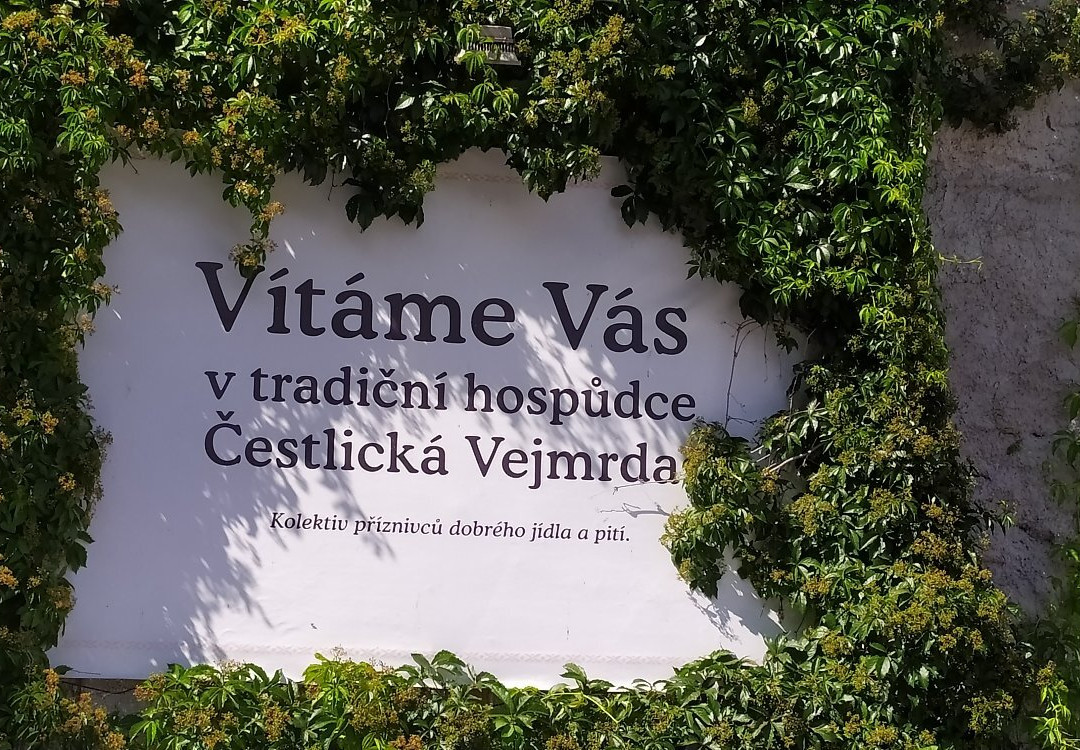 Vítáme Vás
v tradiční hospůdce
Čestlická Vejmrda
Kolektiv příznivců dobrého jídla a pití.